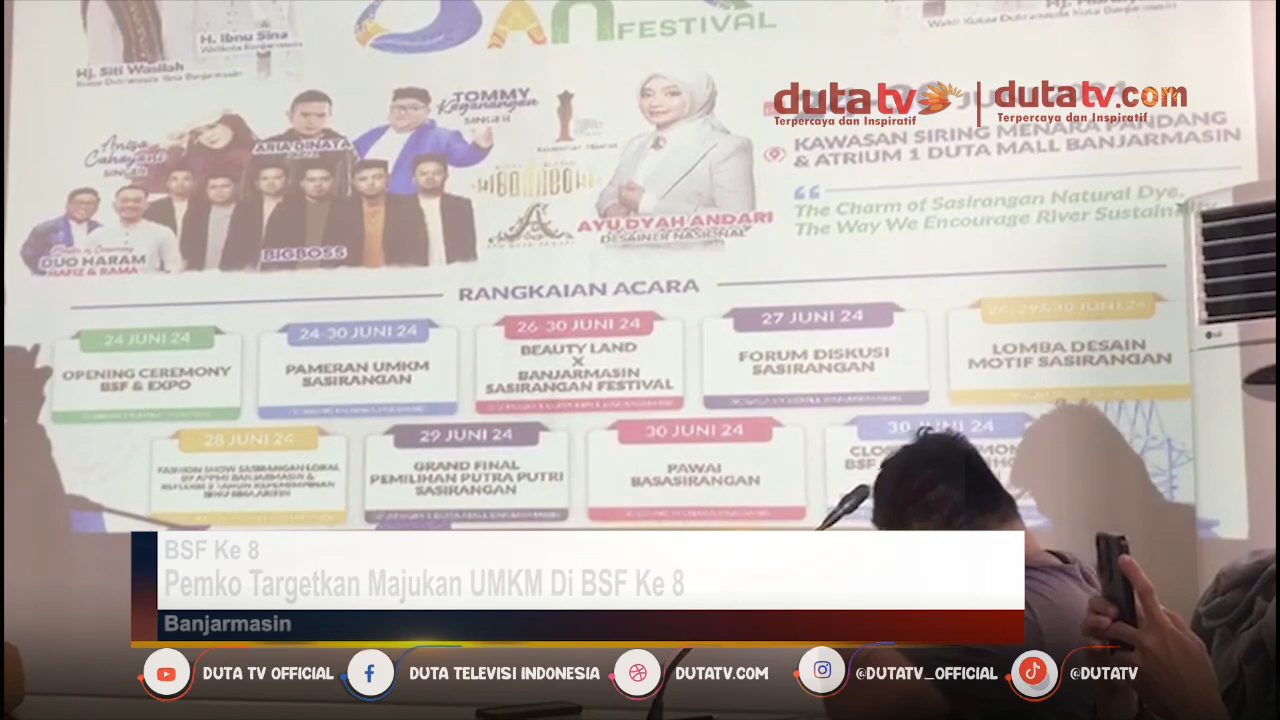 FESTIVAL
H. Ibnu Sina
Hj. Siti Wasilah
dutatv
Terpercaya dan Inspiratif
dutatv.com
Terpercaya dan Inspiratif
KAWASAN SIRING MENARA PANDANG
& ATRIUM 1 DUTA MALL BANJARMASIN
The Charm of Sasirangan Natural Dye,
The Way We Encourage River
TOMMY
Kaganangan
SINGER
ARIA DINATA
SINGER
DUO HARAM
HAFIZ & RAMA
BIGBOSS
AYU DYAH ANDARI
DESAINER NASIONAL
RANGKAIAN ACARA
24 JUNI 24
OPENING CEREMONY
BSF & EXPO
24-30 JUNI 24
PAMERAN UMKM
SASIRANGAN
26-30 JUNI 24
BEAUTY LAND
X
BANJARMASIN
SASIRANGAN FESTIVAL
27 JUNI 24
FORUM DISKUSI
SASIRANGAN
LOMBA DESAIN
MOTIF SASIRANGAN
28 JUNI 24
FASHION SHOW SASIRANGAN LOKAL
29 JUNI 24
GRAND FINAL
PEMILIHAN PUTRA PUTRI
SASIRANGAN
30 JUNI 24
PAWAI
BASASIRANGAN
30 JUNI 24
BSF
BSF Ke 8
Pemko Targetkan Majukan UMKM Di BSF Ke 8
Banjarmasin
DUTA TV OFFICIAL
DUTA TELEVISI INDONESIA
DUTATV.COM
@DUTATV_OFFICIAL
@DUTATV